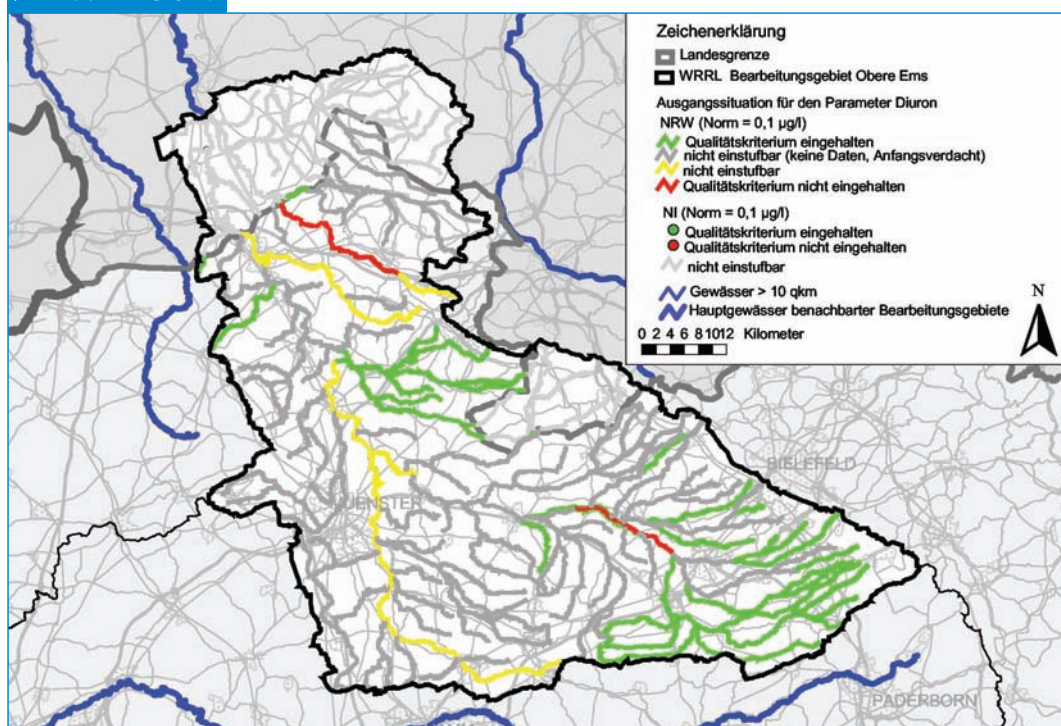 Zeichenerklärung
Landesgrenze
WRRL Bearbeitungsgebiet Obere Ems
Ausgangssituation für den Parameter Diuron
NRW (Norm = 0,1 µg/l)
Qualitätskriterium eingehalten
nicht einstufbar (keine Daten, Anfangsverdacht)
nicht einstufbar
Qualitätskriterium nicht eingehalten
NI (Norm = 0,1 µg/l)
Qualitätskriterium eingehalten
Qualitätskriterium nicht eingehalten
nicht einstufbar
Gewässer > 10 qkm
Hauptgewässer benachbarter Bearbeitungsgebiete
N
0 2 4 6 8 1012 Kilometer
BIELEFELD
MUENSTER
PADERBORN